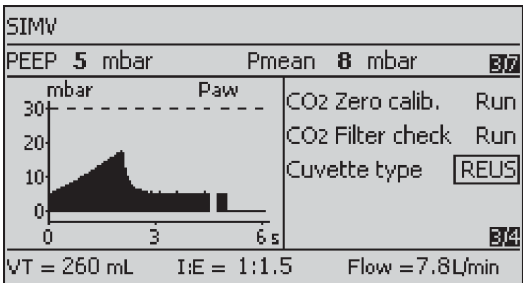 SIMV
PEEP 5 mbar Pmean 8 mbar 3/7
mbar Paw
30
20
10
0
0 3 6 s
CO2 Zero calib. Run
CO2 Filter check Run
Cuvette type REUS
3/4
VT = 260 mL I:E = 1:1.5 Flow = 7.8L/min